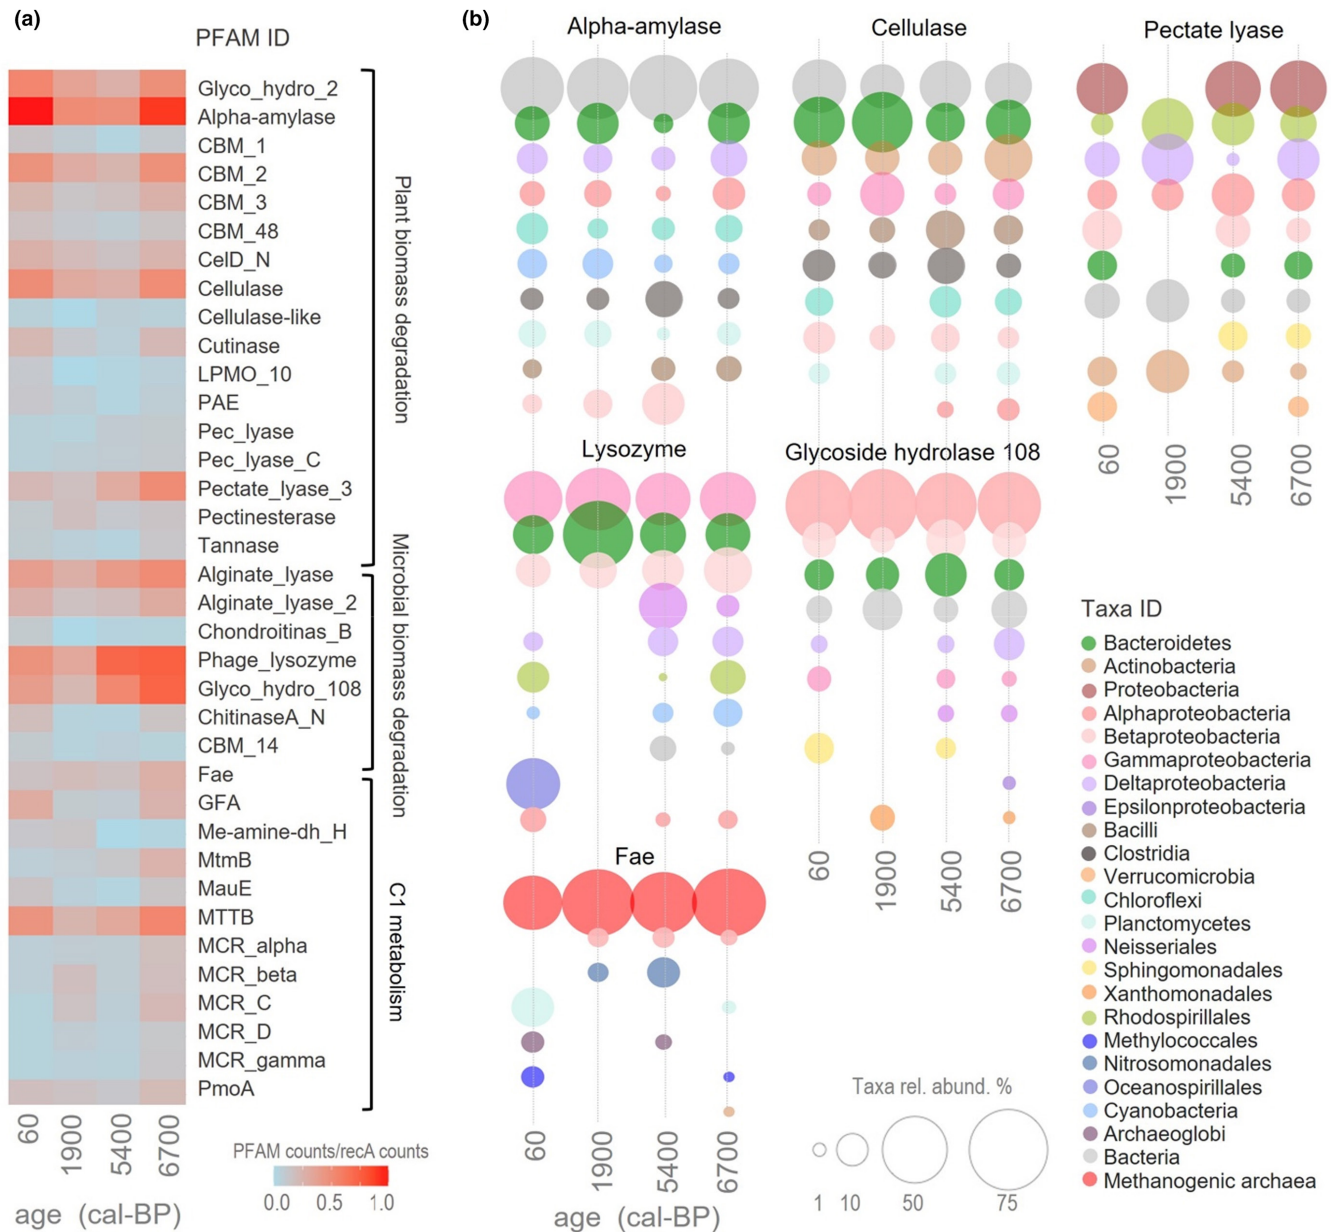 (a)
PFAM ID
Glyco_hydro_2
Alpha-amylase
CBM_1
CBM_2
CBM_3
CBM_48
CelD_N
Cellulase
Cellulase-like
Cutinase
LPMO_10
PAE
Pec_lyase
Pec_lyase_C
Pectate_lyase_3
Pectinesterase
Tannase
Alginate_lyase
Alginate_lyase_2
Chondroitinas_B
Phage_lysozyme
Glyco_hydro_108
ChitinaseA_N
CBM_14
Fae
GFA
Me-amine-dh_H
MtmB
MauE
MTTB
MCR_alpha
MCR_beta
MCR_C
MCR_D
MCR_gamma
PmoA
Plant biomass degradation
Microbial biomass degradation
C1 metabolism
60 1900 5400 6700
age (cal-BP)
PFAM counts/recA counts
0.0 0.5 1.0
(b)
Alpha-amylase
Cellulase
Pectate lyase
60 1900 5400 6700
Lysozyme
Glycoside hydrolase 108
60 1900 5400 6700
Fae
60 1900 5400 6700
age (cal-BP)
Taxa rel. abund. %
1 10 50 75
Taxa ID
Bacteroidetes
Actinobacteria
Proteobacteria
Alphaproteobacteria
Betaproteobacteria
Gammaproteobacteria
Deltaproteobacteria
Epsilonproteobacteria
Bacilli
Clostridia
Verrucomicrobia
Chloroflexi
Planctomycetes
Neisseriales
Sphingomonadales
Xanthomonadales
Rhodospirillales
Methylococcales
Nitrosomonadales
Oceanospirillales
Cyanobacteria
Archaeoglobi
Bacteria
Methanogenic archaea